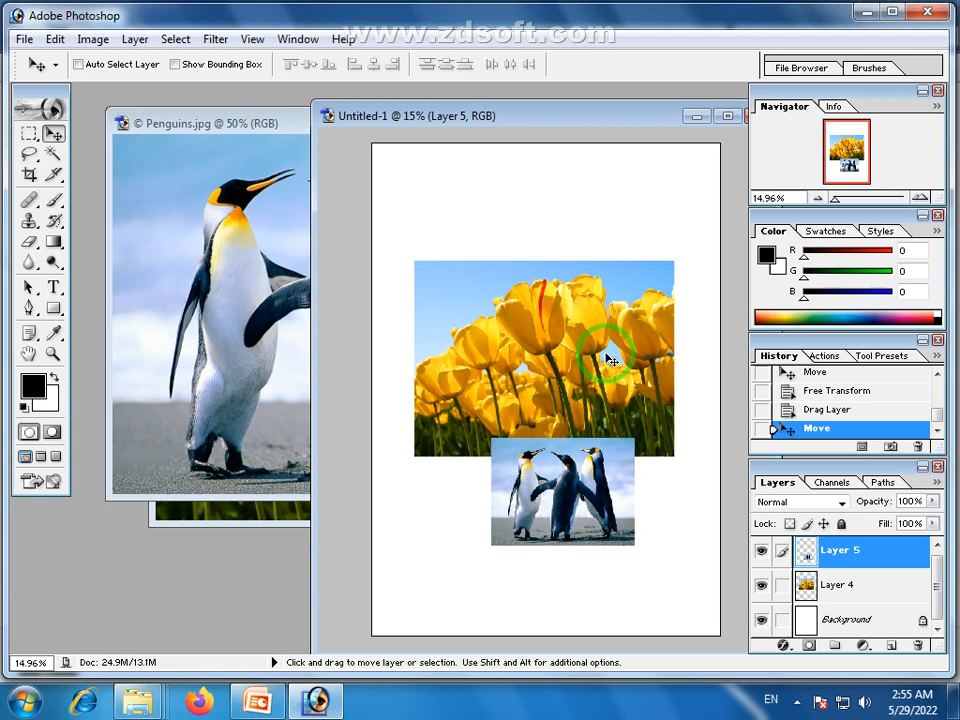 Adobe Photoshop
www.zdsoft.com
File Edit Image Layer Select Filter View Window Help
Auto Select Layer Show Bounding Box
File Browser Brushes
© Penguins.jpg @ 50% (RGB)
Untitled-1 @ 15% (Layer 5, RGB)
Navigator Info
14.96%
Color Swatches Styles
R 0
G 0
B 0
History Actions Tool Presets
Move
Free Transform
Drag Layer
Move
Layers Channels Paths
Normal Opacity: 100%
Lock: Fill: 100%
Layer 5
Layer 4
Background
14.96% Doc: 24.9M/13.1M Click and drag to move layer or selection. Use Shift and Alt for additional options.
EN
2:55 AM
5/29/2022